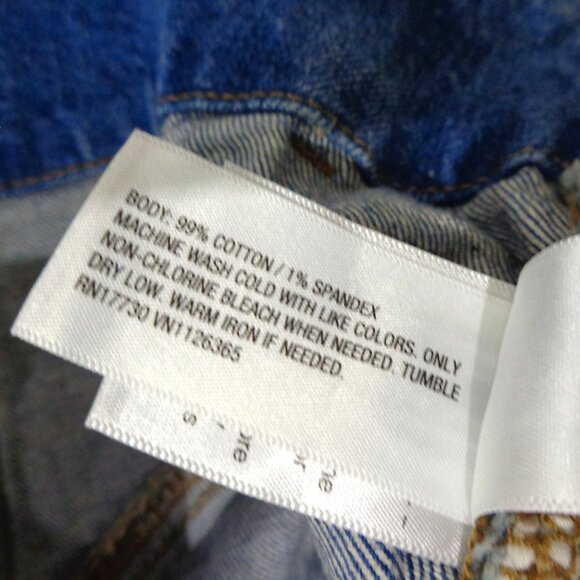 BODY: 99% COTTON / 1% SPANDEX
MACHINE WASH COLD WITH LIKE COLORS. ONLY
NON-CHLORINE BLEACH WHEN NEEDED. TUMBLE
DRY LOW. WARM IRON IF NEEDED.
RN17730 VN1126365